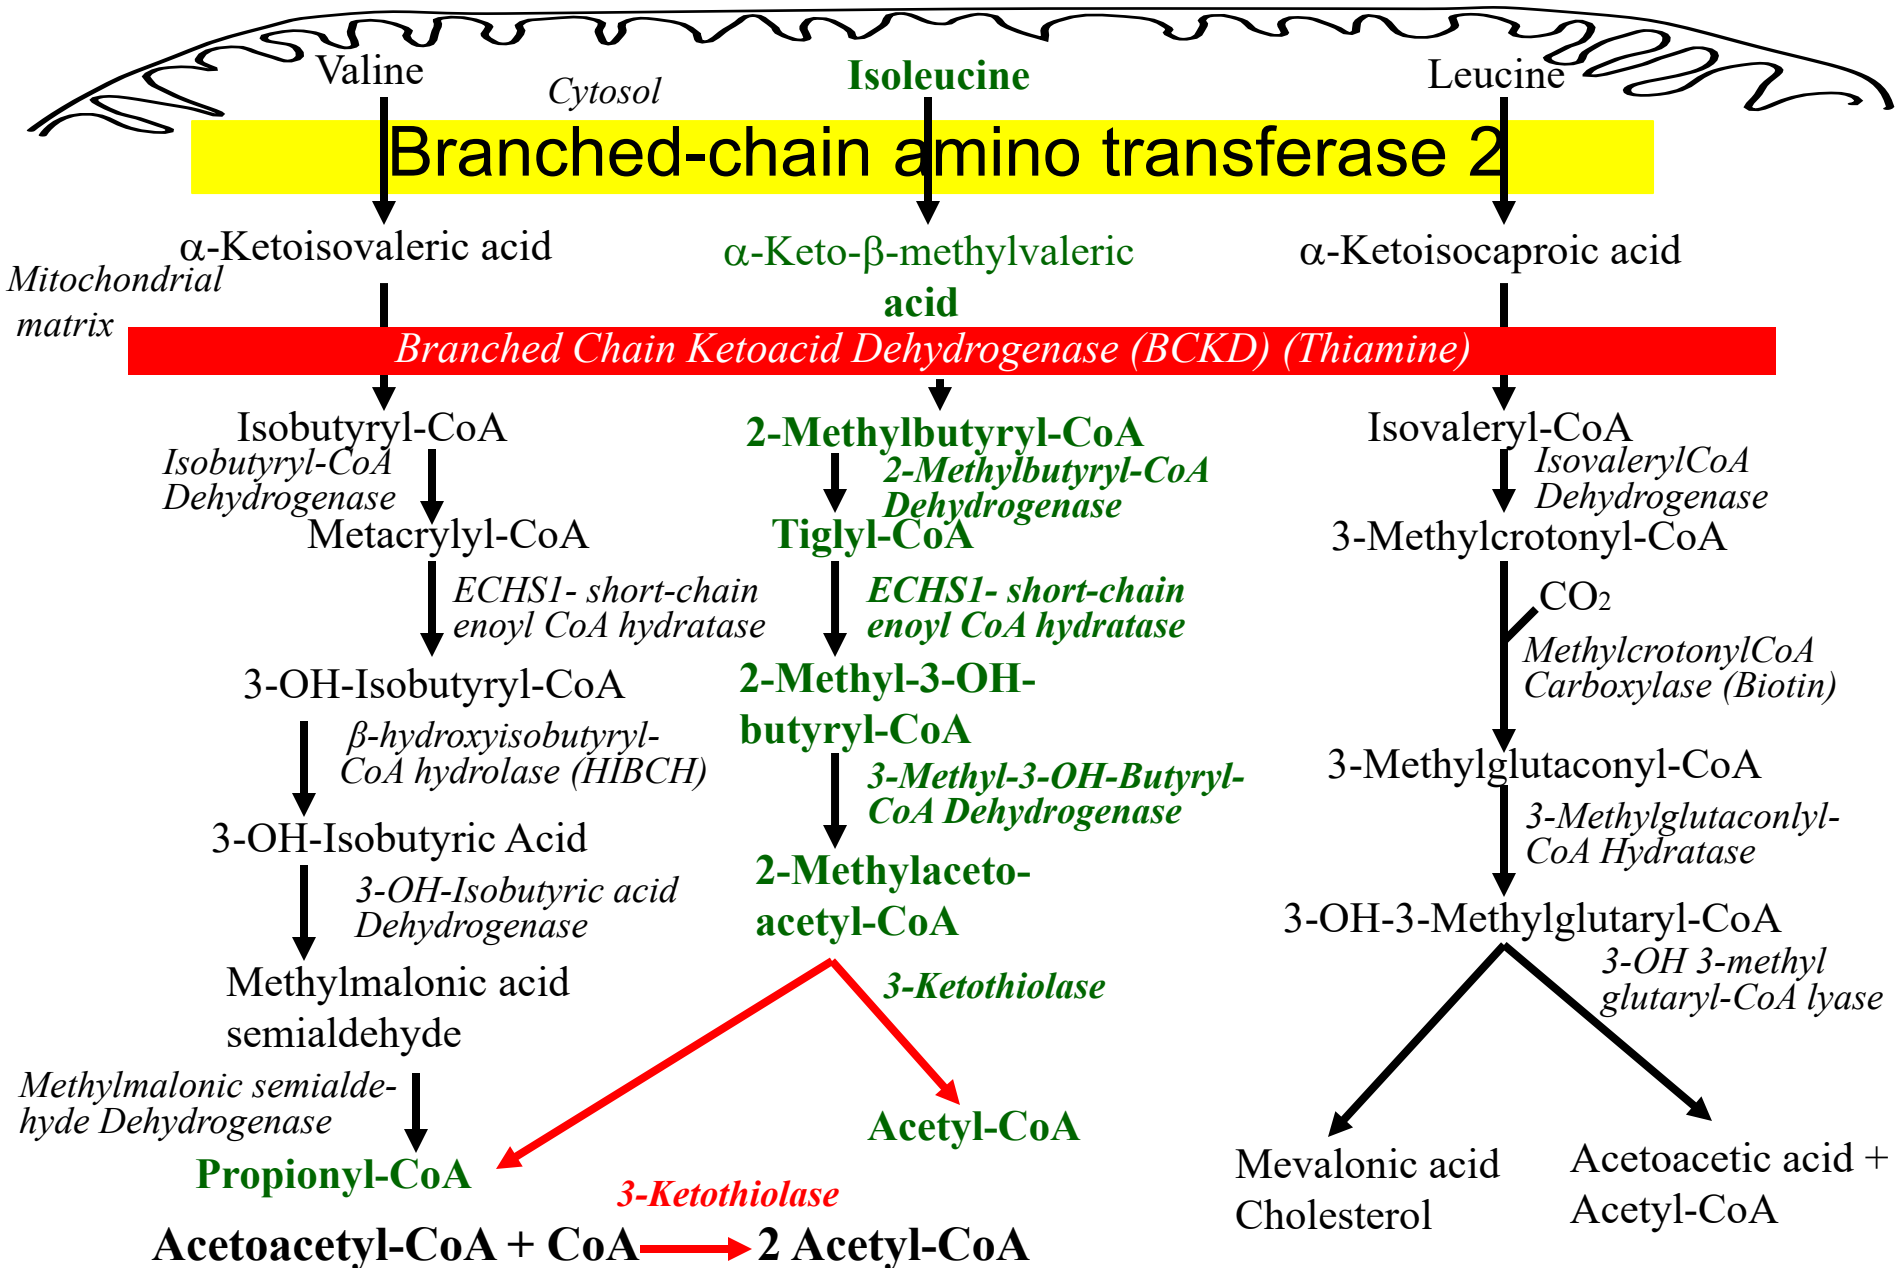 Valine
Cytosol
Isoleucine
Leucine
Branched-chain amino transferase 2
α-Ketoisovaleric acid
α-Keto-β-methylvaleric
acid
α-Ketoisocaproic acid
Mitochondrial
matrix
Branched Chain Ketoacid Dehydrogenase (BCKD) (Thiamine)
Isobutyryl-CoA
Isobutyryl-CoA
Dehydrogenase
Metacrylyl-CoA
ECHS1- short-chain
enoyl CoA hydratase
3-OH-Isobutyryl-CoA
β-hydroxyisobutyryl-
CoA hydrolase (HIBCH)
3-OH-Isobutyric Acid
3-OH-Isobutyric acid
Dehydrogenase
Methylmalonic acid
semialdehyde
Methylmalonic semialde-
hyde Dehydrogenase
Propionyl-CoA
2-Methylbutyryl-CoA
2-Methylbutyryl-CoA
Dehydrogenase
Tiglyl-CoA
ECHS1- short-chain
enoyl CoA hydratase
2-Methyl-3-OH-
butyryl-CoA
3-Methyl-3-OH-Butyryl-
CoA Dehydrogenase
2-Methylaceto-
acetyl-CoA
3-Ketothiolase
Acetyl-CoA
Isovaleryl-CoA
IsovalerylCoA
Dehydrogenase
3-Methylcrotonyl-CoA
CO2
MethylcrotonylCoA
Carboxylase (Biotin)
3-Methylglutaconyl-CoA
3-Methylglutaconlyl-
CoA Hydratase
3-OH-3-Methylglutaryl-CoA
3-OH 3-methyl
glutaryl-CoA lyase
Mevalonic acid
Cholesterol
Acetoacetic acid +
Acetyl-CoA
3-Ketothiolase
Acetoacetyl-CoA + CoA 2 Acetyl-CoA